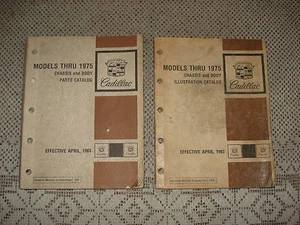 MODELS THRU 1975
CHASSIS and BODY
PARTS CATALOG
Cadillac
EFFECTIVE APRIL, 1983
MODELS THRU 1975
CHASSIS and BODY
ILLUSTRATION CATALOG
Cadillac
EFFECTIVE APRIL, 1983